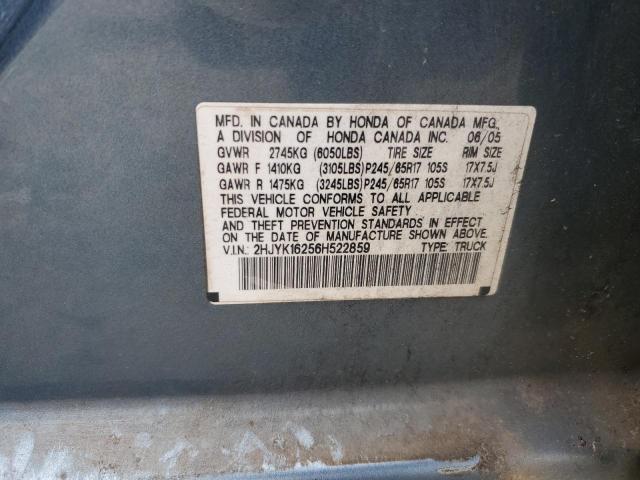 MFD. IN CANADA BY HONDA OF CANADA MFG.,
A DIVISION OF HONDA CANADA INC. 06/05
GVWR 2745KG (6050LBS) TIRE SIZE RIM SIZE
GAWR F 1410KG (3105LBS)P245/65R17 105S 17X7.5J
GAWR R 1475KG (3245LBS)P245/65R17 105S 17X7.5J
THIS VEHICLE CONFORMS TO ALL APPLICABLE
FEDERAL MOTOR VEHICLE SAFETY
AND THEFT PREVENTION STANDARDS IN EFFECT
ON THE DATE OF MANUFACTURE SHOWN ABOVE.
V.I.N: 2HJYK16256H522859 TYPE: TRUCK